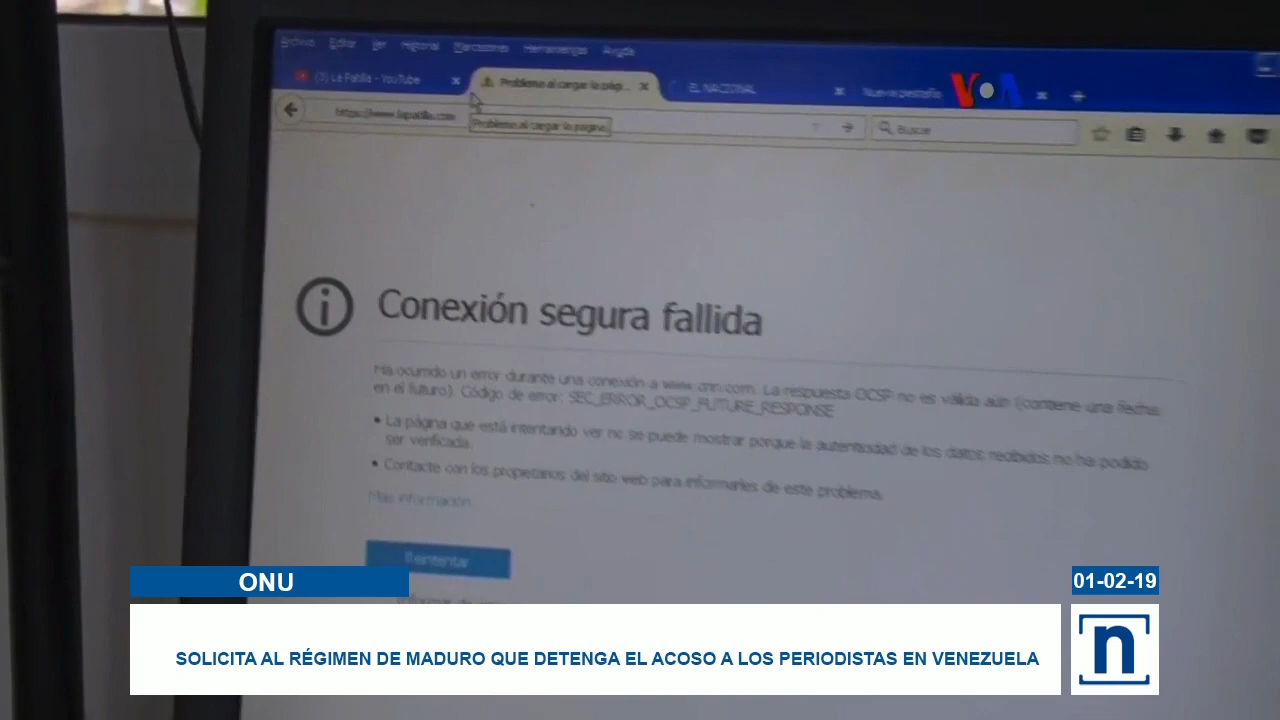 Archivo Editar Ver Historial Marcadores Herramientas Ayuda
(3) La Patilla - YouTube
Problema al cargar la pági...
EL NACIONAL
Nueva pestaña
VOA
https://www.lapatilla.com
Problema al cargar la página
Buscar
Conexión segura fallida
Ha ocurrido un error durante una conexión a www.cnn.com. La respuesta OCSP no es válida aún (contiene una fecha
en el futuro). Código de error: SEC_ERROR_OCSP_FUTURE_RESPONSE
La página que está intentando ver no se puede mostrar porque la autenticidad de los datos recibidos no ha podido
ser verificada.
Contacte con los propietarios del sitio web para informarles de este problema.
Más información
Reintentar
ONU
01-02-19
SOLICITA AL RÉGIMEN DE MADURO QUE DETENGA EL ACOSO A LOS PERIODISTAS EN VENEZUELA
n